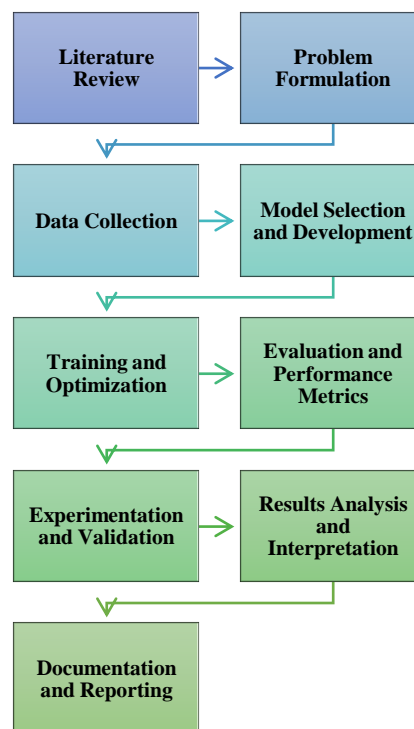 Literature
Review
Problem
Formulation
Data Collection
Model Selection
and Development
Training and
Optimization
Evaluation and
Performance
Metrics
Experimentation
and Validation
Results Analysis
and
Interpretation
Documentation
and Reporting